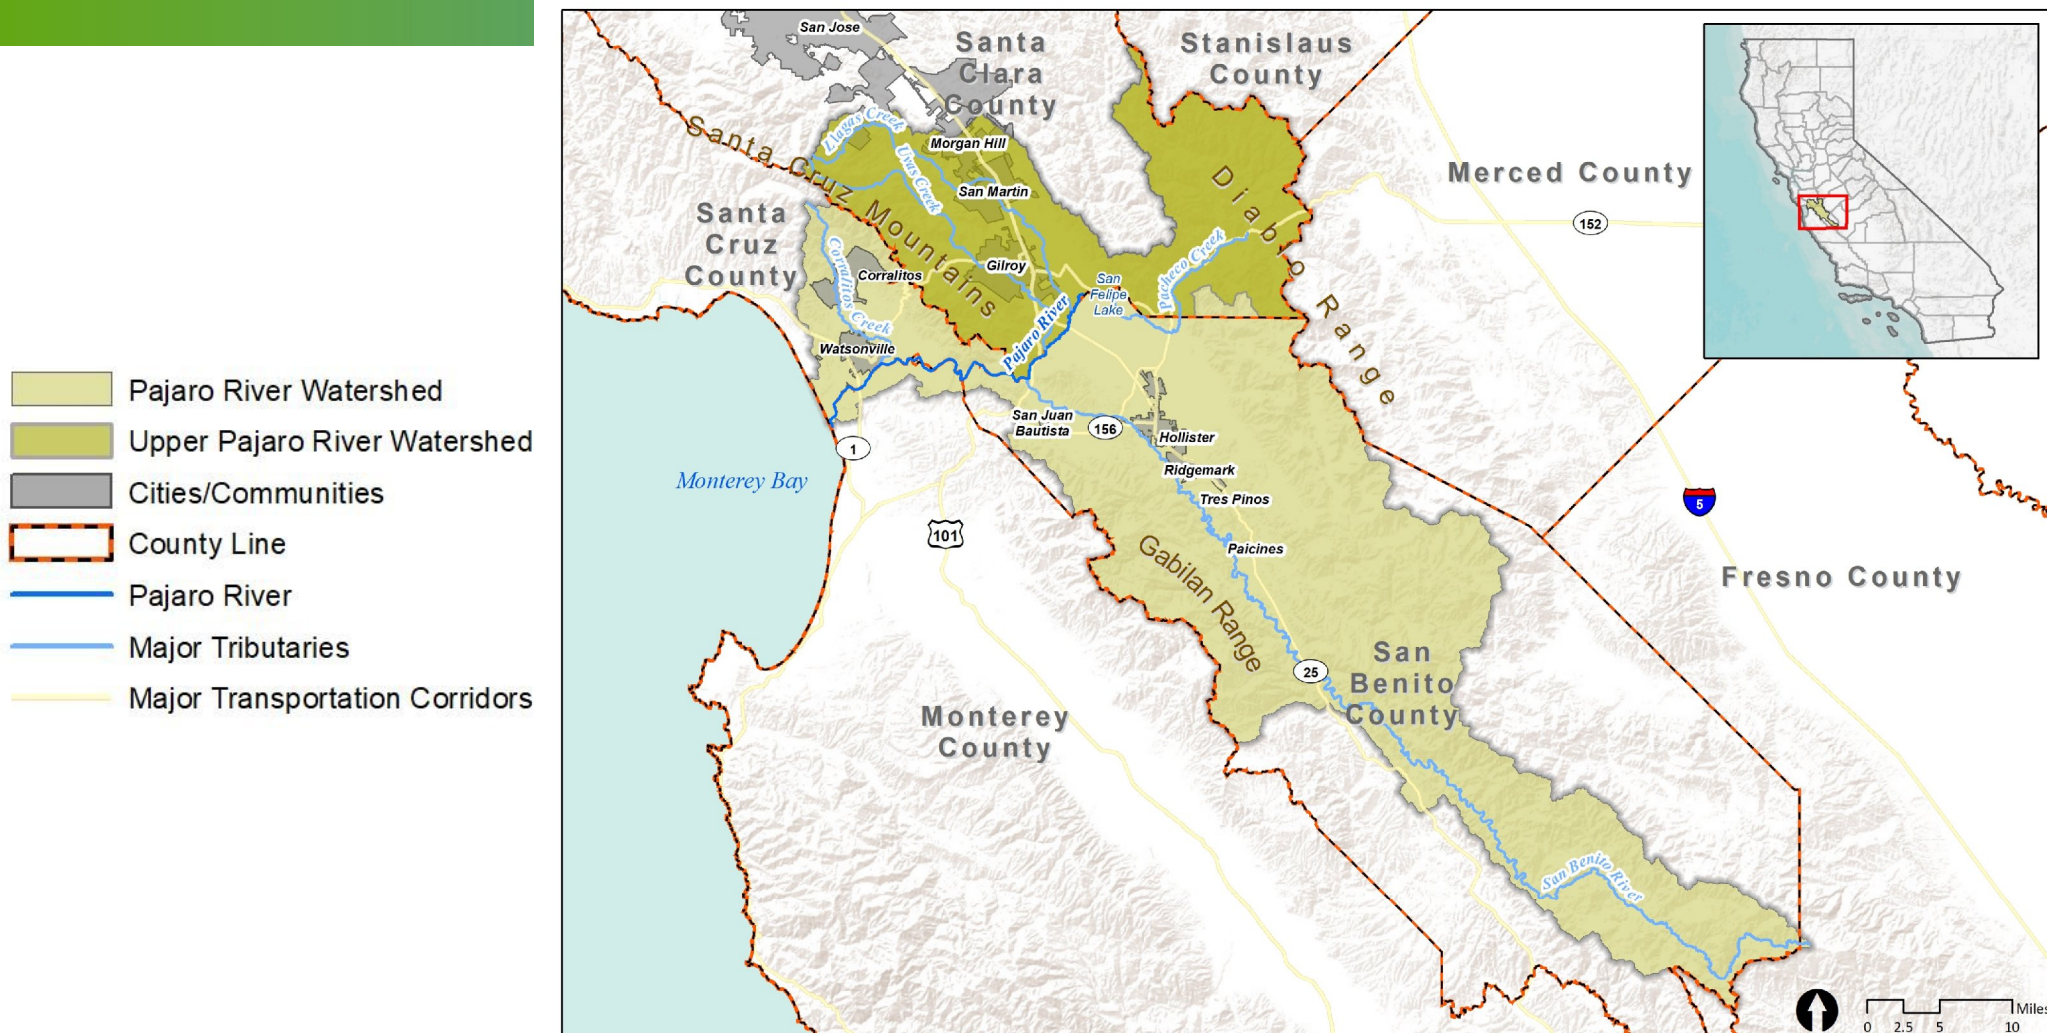 Pajaro River Watershed
Upper Pajaro River Watershed
Cities/Communities
County Line
Pajaro River
Major Tributaries
Major Transportation Corridors
San Jose
Santa
Clara
County
Stanislaus
County
Santa Cruz Mountains
Llagas Creek
Uvas Creek
Morgan Hill
San Martin
Diablo Range
Merced County
152
Santa
Cruz
County
Corralitos Creek
Corralitos
Gilroy
San
Felipe
Lake
Pacheco Creek
Pajaro River
Watsonville
San Juan
Bautista
156
Hollister
1
Ridgemark
Monterey Bay
Tres Pinos
5
101
Paicines
Gabilan Range
Fresno County
25
San
Benito
County
Monterey
County
San Benito River
Miles
0 2.5 5 10